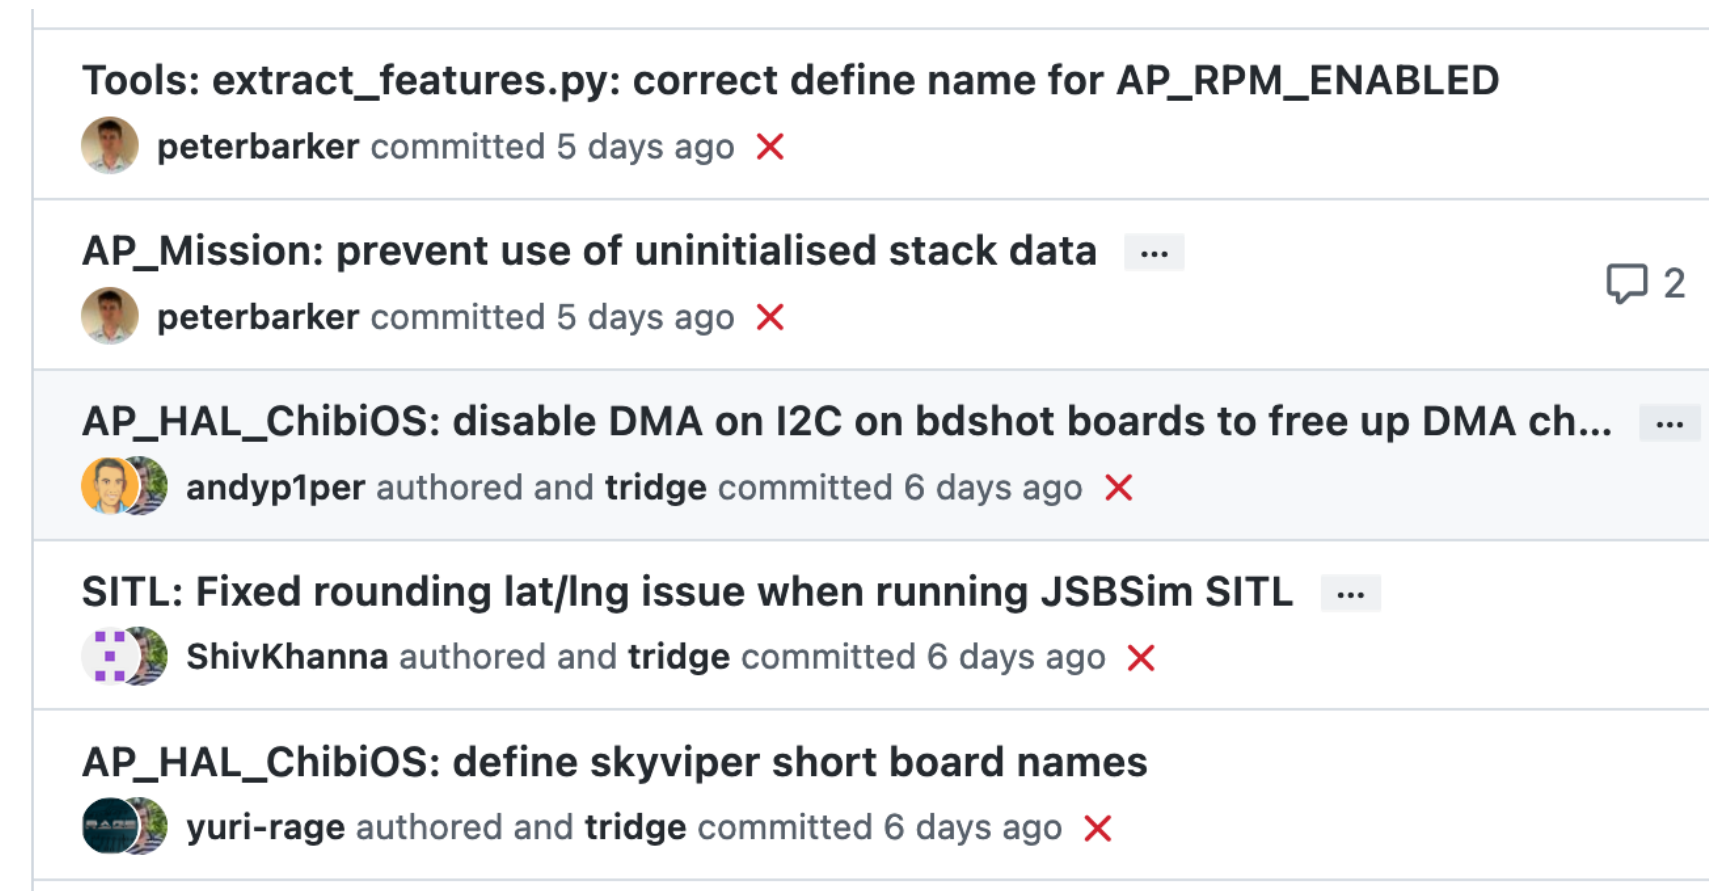 Tools: extract_features.py: correct define name for AP_RPM_ENABLED
peterbarker committed 5 days ago
AP_Mission: prevent use of uninitialised stack data ...
2
peterbarker committed 5 days ago
AP_HAL_ChibiOS: disable DMA on I2C on bdshot boards to free up DMA ch... ...
andyp1per authored and tridge committed 6 days ago
SITL: Fixed rounding lat/lng issue when running JSBSim SITL ...
ShivKhanna authored and tridge committed 6 days ago
AP_HAL_ChibiOS: define skyviper short board names
RAGE
yuri-rage authored and tridge committed 6 days ago